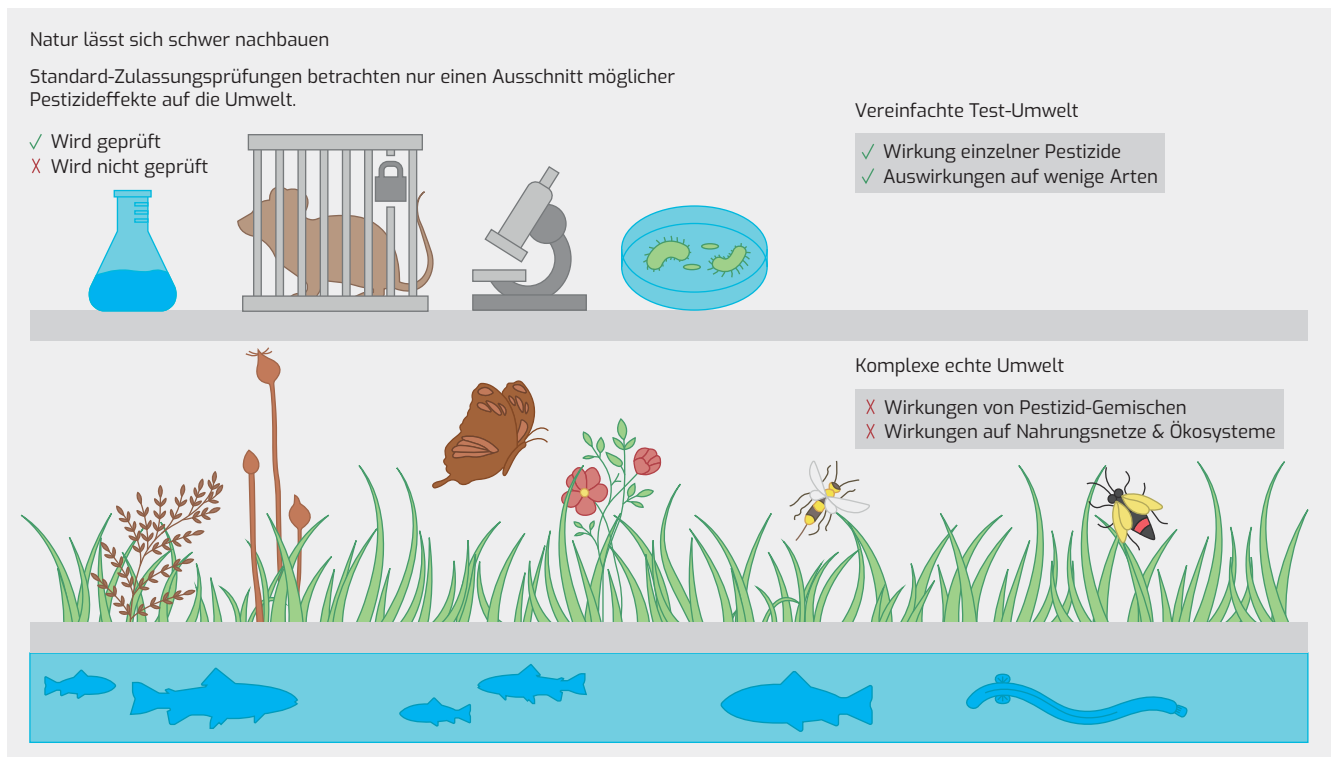 Natur lässt sich schwer nachbauen
Standard-Zulassungsprüfungen betrachten nur einen Ausschnitt möglicher
Pestizideffekte auf die Umwelt.
✓ Wird geprüft
X Wird nicht geprüft
Vereinfachte Test-Umwelt
✓ Wirkung einzelner Pestizide
✓ Auswirkungen auf wenige Arten
Komplexe echte Umwelt
X Wirkungen von Pestizid-Gemischen
X Wirkungen auf Nahrungsnetze & Ökosysteme